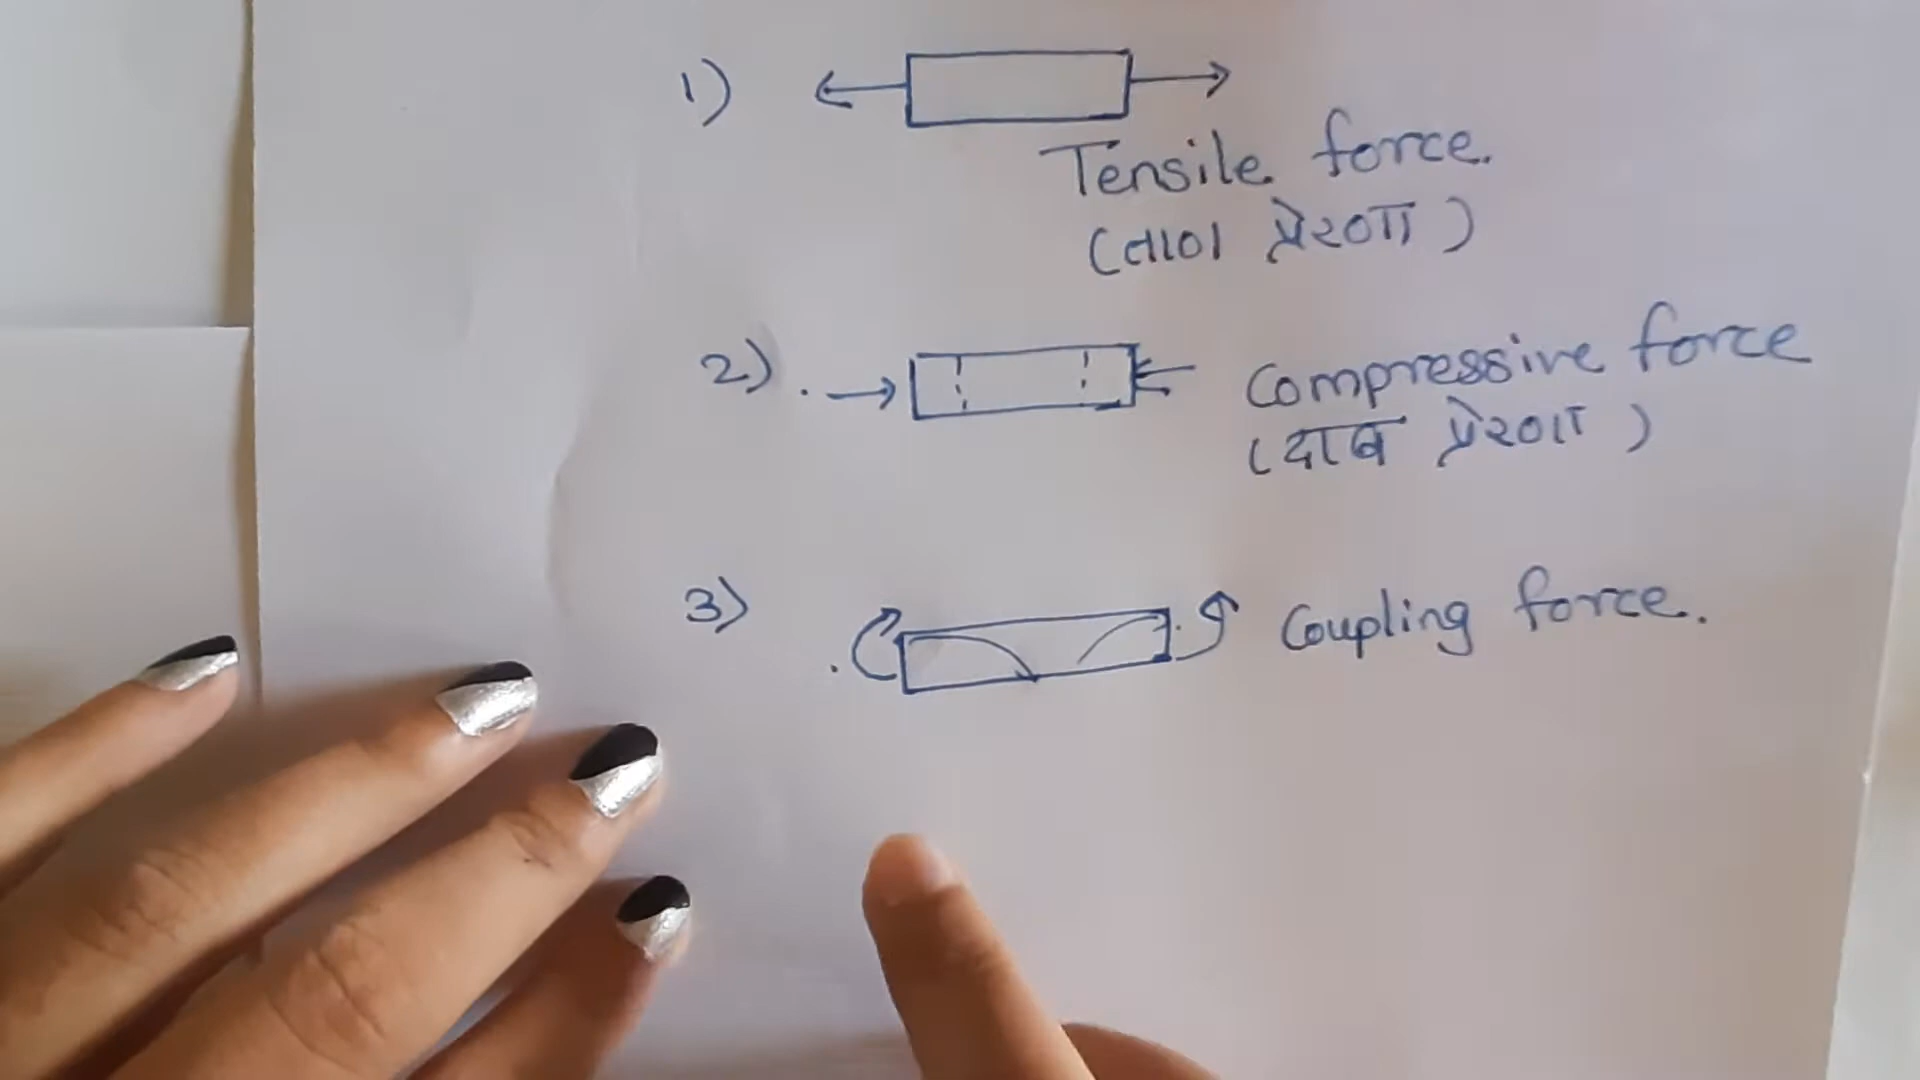 1)
Tensile force.
(ताण प्रेरणा)
2)
Compressive force
(दाब प्रेरणा)
3)
Coupling force.